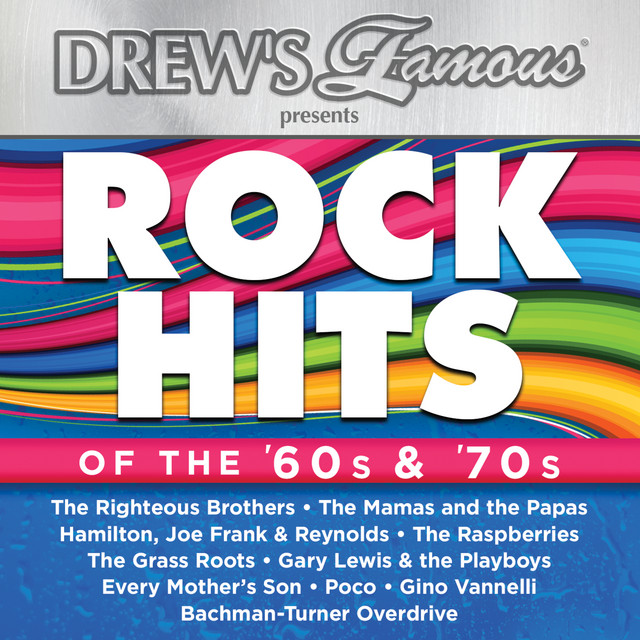 DREW'S Famous®
presents
ROCK
HITS
OF THE '60s & '70s
The Righteous Brothers • The Mamas and the Papas
Hamilton, Joe Frank & Reynolds • The Raspberries
The Grass Roots • Gary Lewis & the Playboys
Every Mother's Son • Poco • Gino Vannelli
Bachman-Turner Overdrive